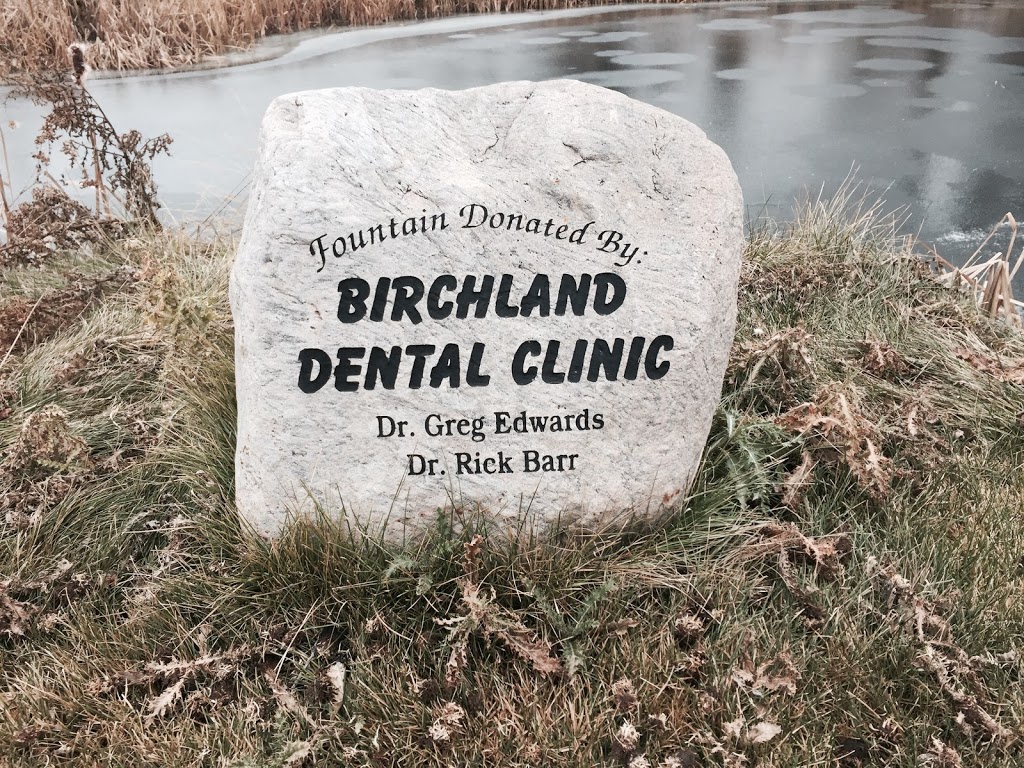 Fountain Donated By:
BIRCHLAND
DENTAL CLINIC
Dr. Greg Edwards
Dr. Rick Barr